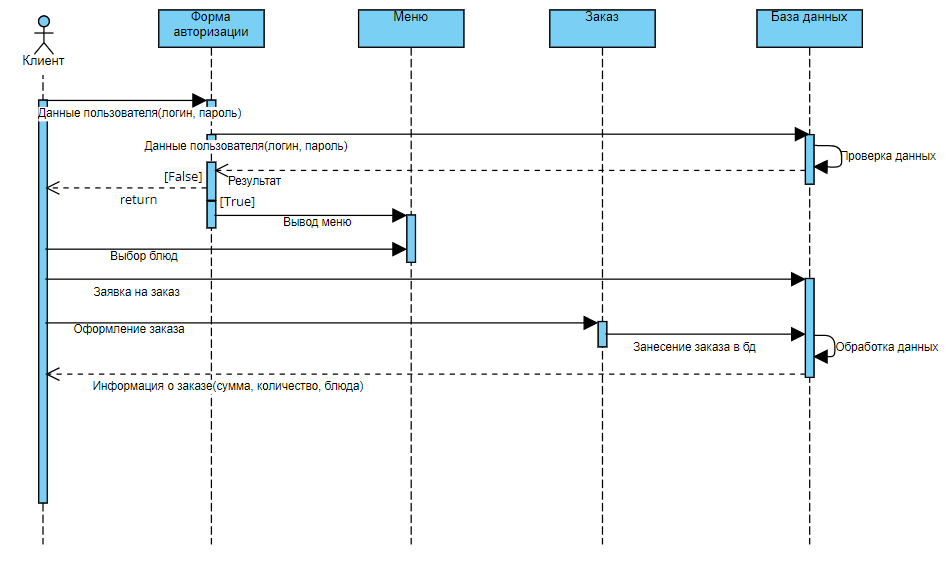 Клиент
Форма
авторизации
Меню
Заказ
База данных
Данные пользователя(логин, пароль)
Данные пользователя(логин, пароль)
Проверка данных
Результат
[False]
return
[True]
Вывод меню
Выбор блюд
Заявка на заказ
Оформление заказа
Занесение заказа в бд
Обработка данных
Информация о заказе(сумма, количество, блюда)